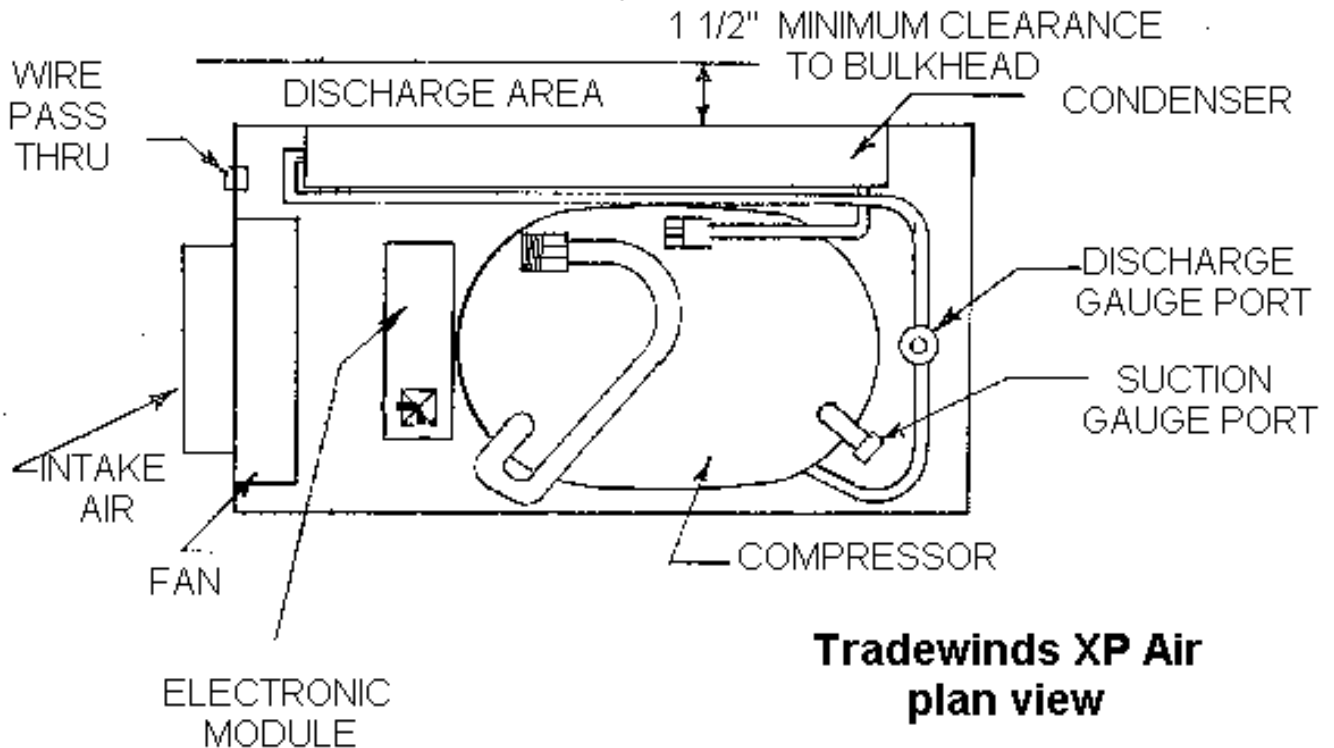 1 1/2" MINIMUM CLEARANCE
TO BULKHEAD
WIRE
PASS
THRU
DISCHARGE AREA
CONDENSER
DISCHARGE
GAUGE PORT
SUCTION
GAUGE PORT
INTAKE
AIR
FAN
COMPRESSOR
ELECTRONIC
MODULE
Tradewinds XP Air
plan view